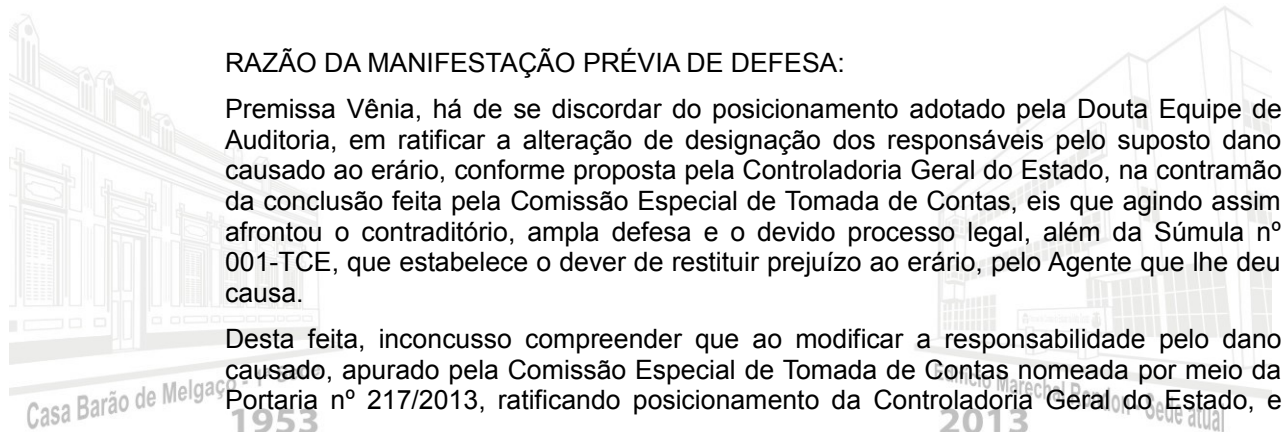 RAZÃO DA MANIFESTAÇÃO PRÉVIA DE DEFESA:
Premissa Vênia, há de se discordar do posicionamento adotado pela Douta Equipe de
Auditoria, em ratificar a alteração de designação dos responsáveis pelo suposto dano
causado ao erário, conforme proposta pela Controladoria Geral do Estado, na contramão
da conclusão feita pela Comissão Especial de Tomada de Contas, eis que agindo assim
afrontou o contraditório, ampla defesa e o devido processo legal, além da Súmula nº
001-TCE, que estabelece o dever de restituir prejuízo ao erário, pelo Agente que lhe deu
causa.
Desta feita, inconcusso compreender que ao modificar a responsabilidade pelo dano
causado, apurado pela Comissão Especial de Tomada de Contas nomeada por meio da
Portaria nº 217/2013, ratificando posicionamento da Controladoria Geral do Estado, e
Casa Barão de Melgaço
1953
Marechal
Sede atual
2013